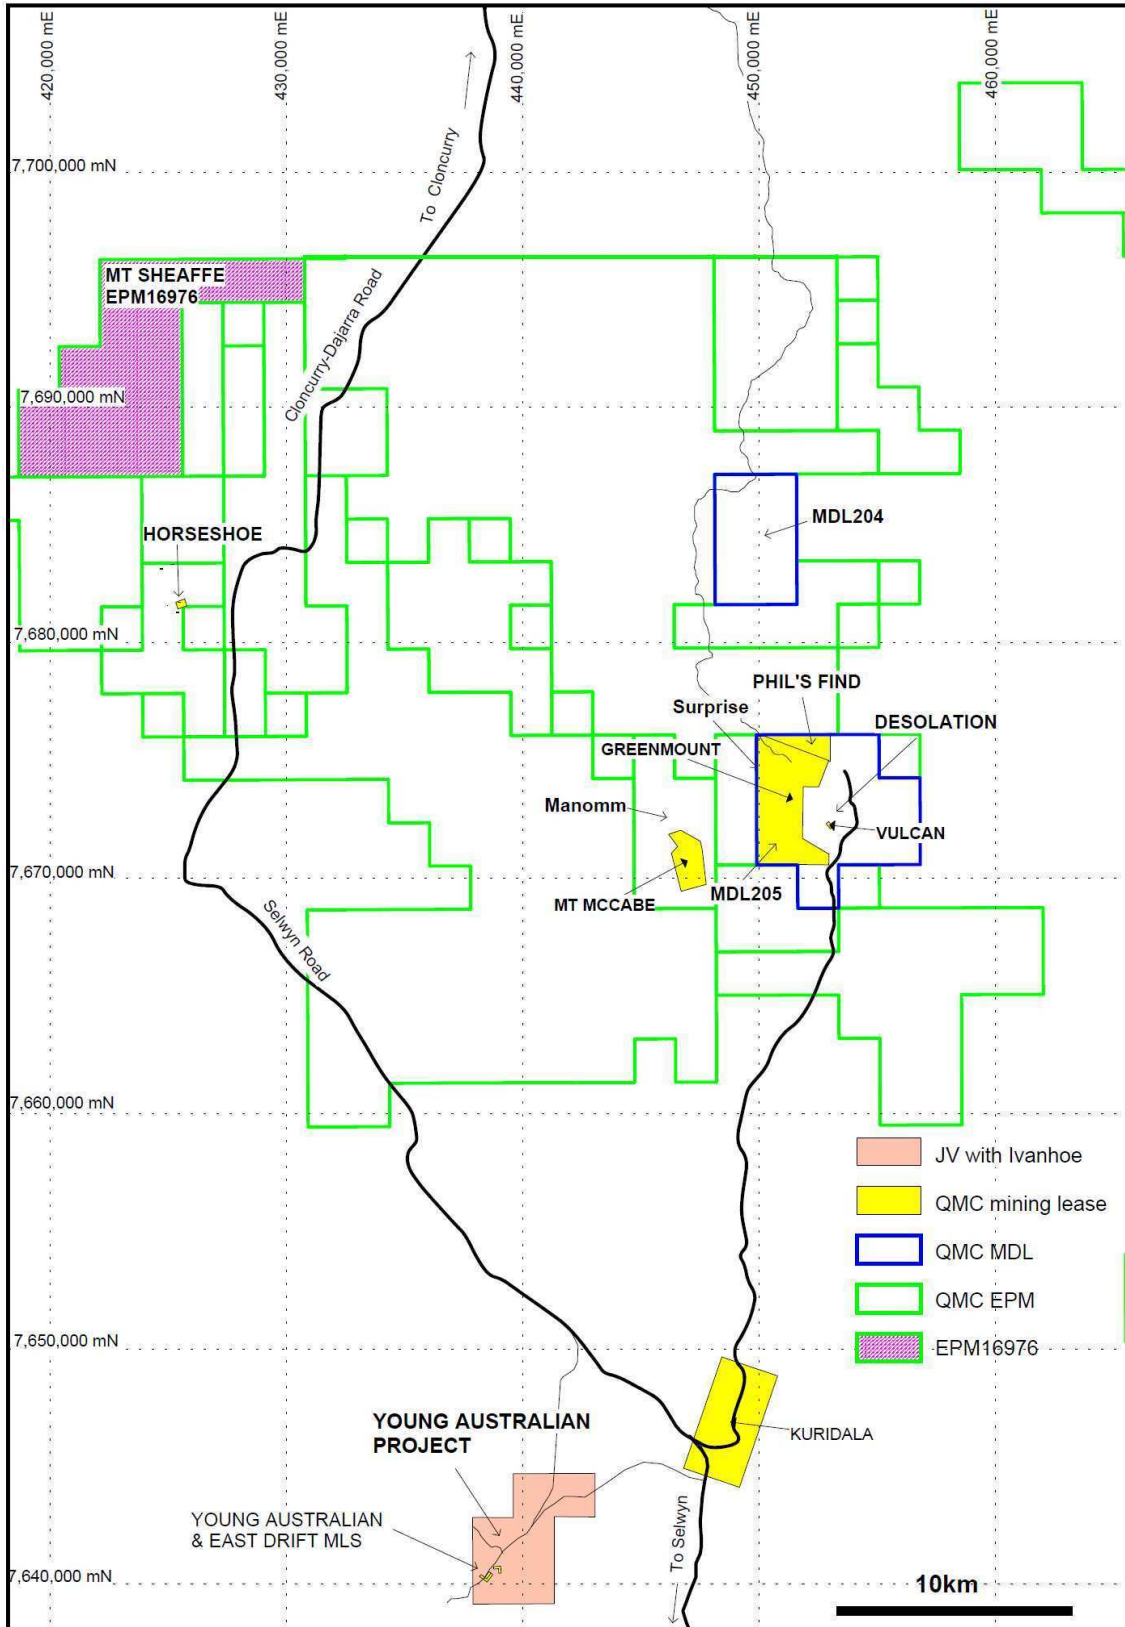 420,000 mE
430,000 mE
440,000 mE
450,000 mE
460,000 mE
7,700,000 mN
To Cloncurry
MT SHEAFFE
EPM16976
Cloncurry-Dajarra Road
7,690,000 mN
MDL204
HORSESHOE
7,680,000 mN
PHIL'S FIND
Surprise
DESOLATION
GREENMOUNT
Manomm
VULCAN
7,670,000 mN
MDL205
MT MCCABE
Selwyn Road
7,660,000 mN
JV with Ivanhoe
QMC mining lease
QMC MDL
QMC EPM
7,650,000 mN
EPM16976
YOUNG AUSTRALIAN
PROJECT
KURIDALA
YOUNG AUSTRALIAN
& EAST DRIFT MLS
To Selwyn
7,640,000 mN
10km